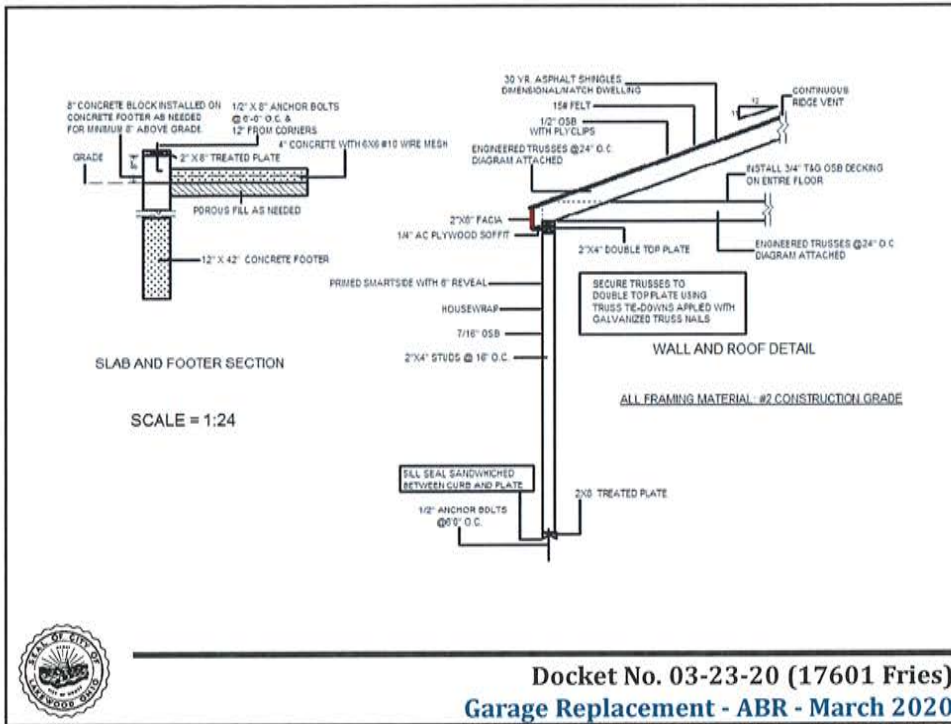 8" CONCRETE BLOCK INSTALLED ON
CONCRETE FOOTER AS NEEDED
FOR MINIMUM 8" ABOVE GRADE
1/2" X 8" ANCHOR BOLTS
@ 6'-0" O.C. &
12" FROM CORNERS
4" CONCRETE WITH 6X6 #10 WIRE MESH
GRADE
2" X 8" TREATED PLATE
POROUS FILL AS NEEDED
12" X 42" CONCRETE FOOTER
SLAB AND FOOTER SECTION
SCALE = 1:24
30 YR. ASPHALT SHINGLES
DIMENSIONAL/MATCH DWELLING
15# FELT
1/2" OSB
WITH PLYCLIPS
ENGINEERED TRUSSES @24" O.C.
DIAGRAM ATTACHED
12
CONTINUOUS
RIDGE VENT
INSTALL 3/4" T&G OSB DECKING
ON ENTIRE FLOOR
2"X6" FACIA
1/4" AC PLYWOOD SOFFIT
2"X4" DOUBLE TOP PLATE
ENGINEERED TRUSSES @24" O.C
DIAGRAM ATTACHED
PRIMED SMARTSIDE WITH 6" REVEAL
HOUSEWRAP
7/16" OSB
2"X4" STUDS @ 16" O.C.
SECURE TRUSSES TO
DOUBLE TOP PLATE USING
TRUSS TIE-DOWNS APPLIED WITH
GALVANIZED TRUSS NAILS
WALL AND ROOF DETAIL
ALL FRAMING MATERIAL: #2 CONSTRUCTION GRADE
SILL SEAL SANDWHICHED
BETWEEN CURB AND PLATE
1/2" ANCHOR BOLTS
@6'0" O.C.
2X8 TREATED PLATE
SEAL OF CITY OF
LAKEWOOD OHIO
Docket No. 03-23-20 (17601 Fries)
Garage Replacement - ABR - March 2020